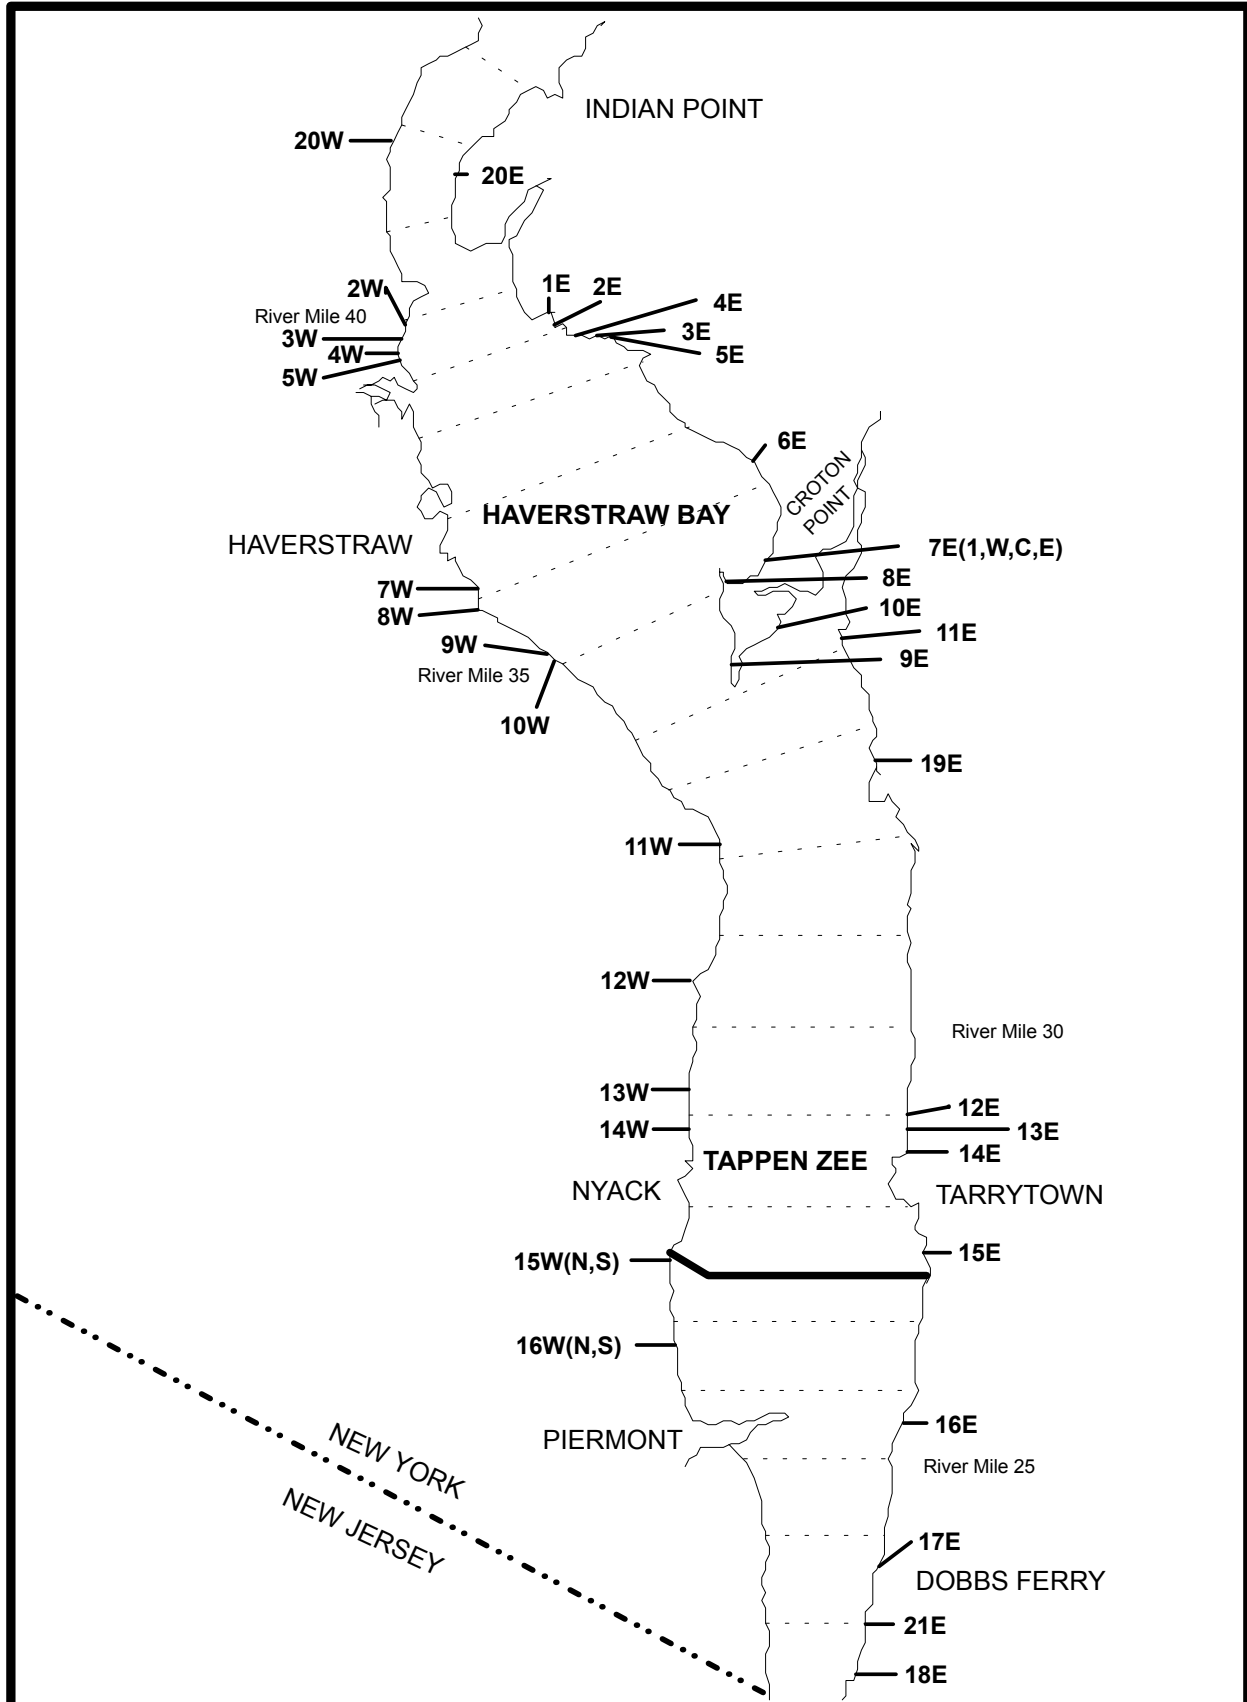 INDIAN POINT
20W
20E
1E
2E
2W
4E
River Mile 40
3E
3W
4W
5E
5W
6E
CROTON
POINT
HAVERSTRAW BAY
HAVERSTRAW
7E(1,W,C,E)
8E
7W
10E
8W
11E
9W
9E
River Mile 35
10W
19E
11W
12W
River Mile 30
13W
12E
14W
13E
14E
TAPPEN ZEE
NYACK
TARRYTOWN
15E
15W(N,S)
16W(N,S)
16E
PIERMONT
NEW YORK
River Mile 25
NEW JERSEY
17E
DOBBS FERRY
21E
18E